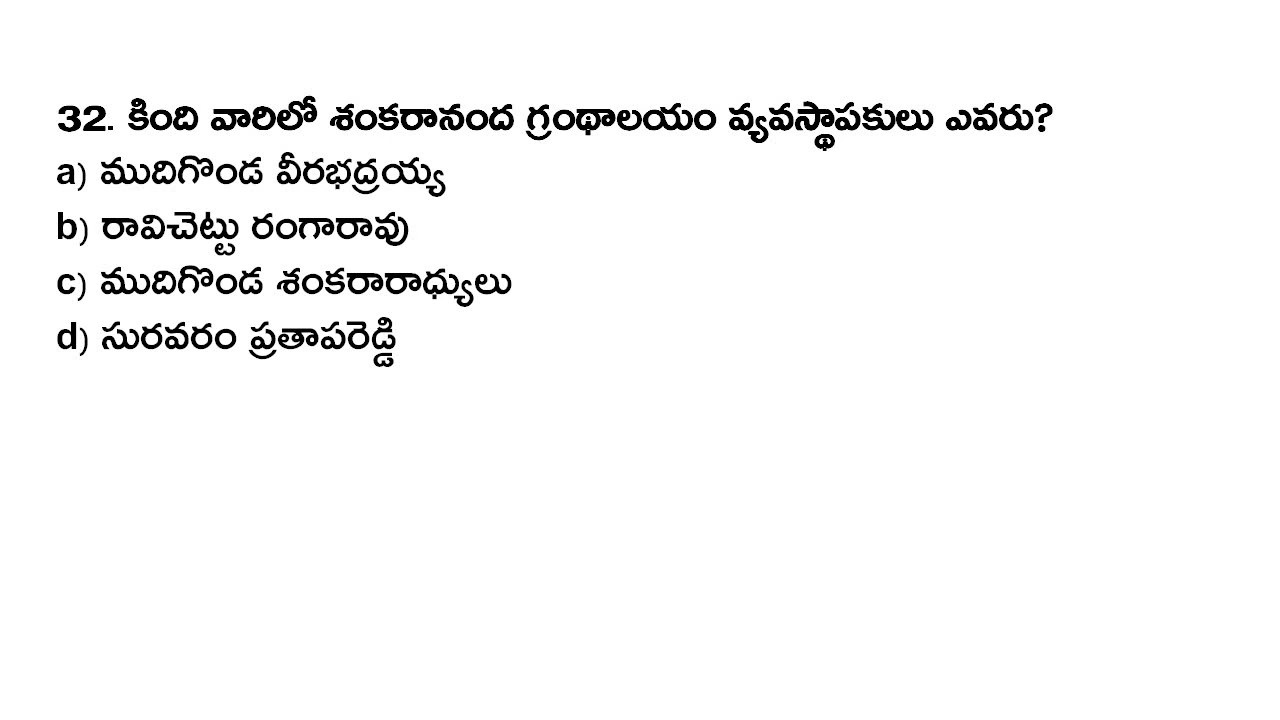 32. కింది వారిలో శంకరానంద గ్రంథాలయం వ్యవస్థాపకులు ఎవరు?
a) ముదిగొండ వీరభద్రయ్య
b) రావిచెట్టు రంగారావు
c) ముదిగొండ శంకరారాధ్యులు
d) సురవరం ప్రతాపరెడ్డి